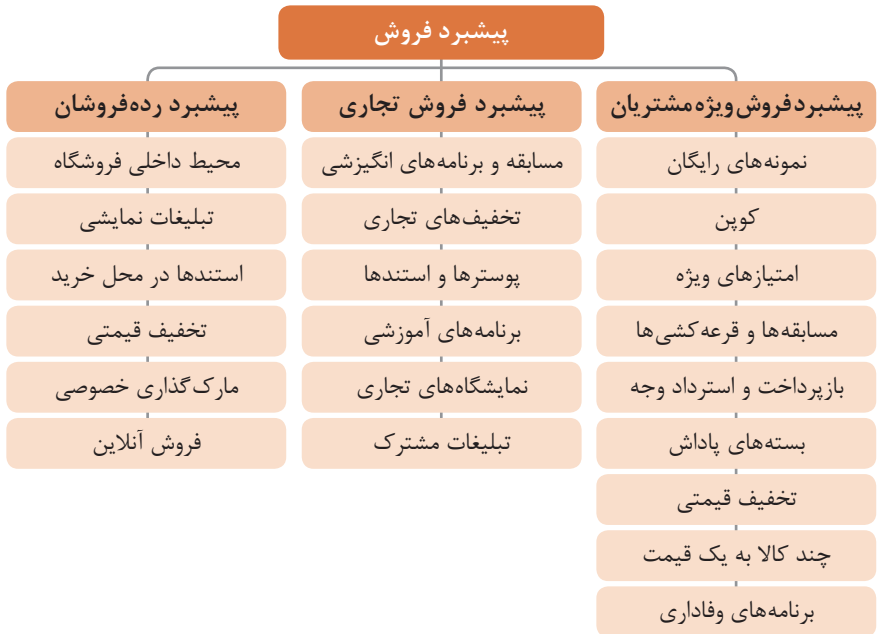 پیشبرد فروش
پیشبرد فروش ویژه مشتریان
نمونه‌های رایگان
کوپن
امتیازهای ویژه
مسابقه‌ها و قرعه‌کشی‌ها
بازپرداخت و استرداد وجه
بسته‌های پاداش
تخفیف قیمتی
چند کالا به یک قیمت
برنامه‌های وفاداری
پیشبرد فروش تجاری
مسابقه و برنامه‌های انگیزشی
تخفیف‌های تجاری
پوسترها و استندها
برنامه‌های آموزشی
نمایشگاه‌های تجاری
تبلیغات مشترک
پیشبرد رده‌فروشان
محیط داخلی فروشگاه
تبلیغات نمایشی
استندها در محل خرید
تخفیف قیمتی
مارک‌گذاری خصوصی
فروش آنلاین